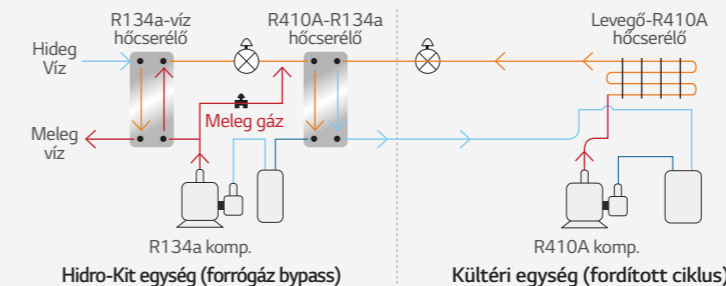 R134a-víz
hőcserélő
R410A-R134a
hőcserélő
Levegő-R410A
hőcserélő
Hideg
Víz
Meleg gáz
Meleg
víz
R134a komp.
R410A komp.
Hidro-Kit egység (forrógáz bypass)
Kültéri egység (fordított ciklus)